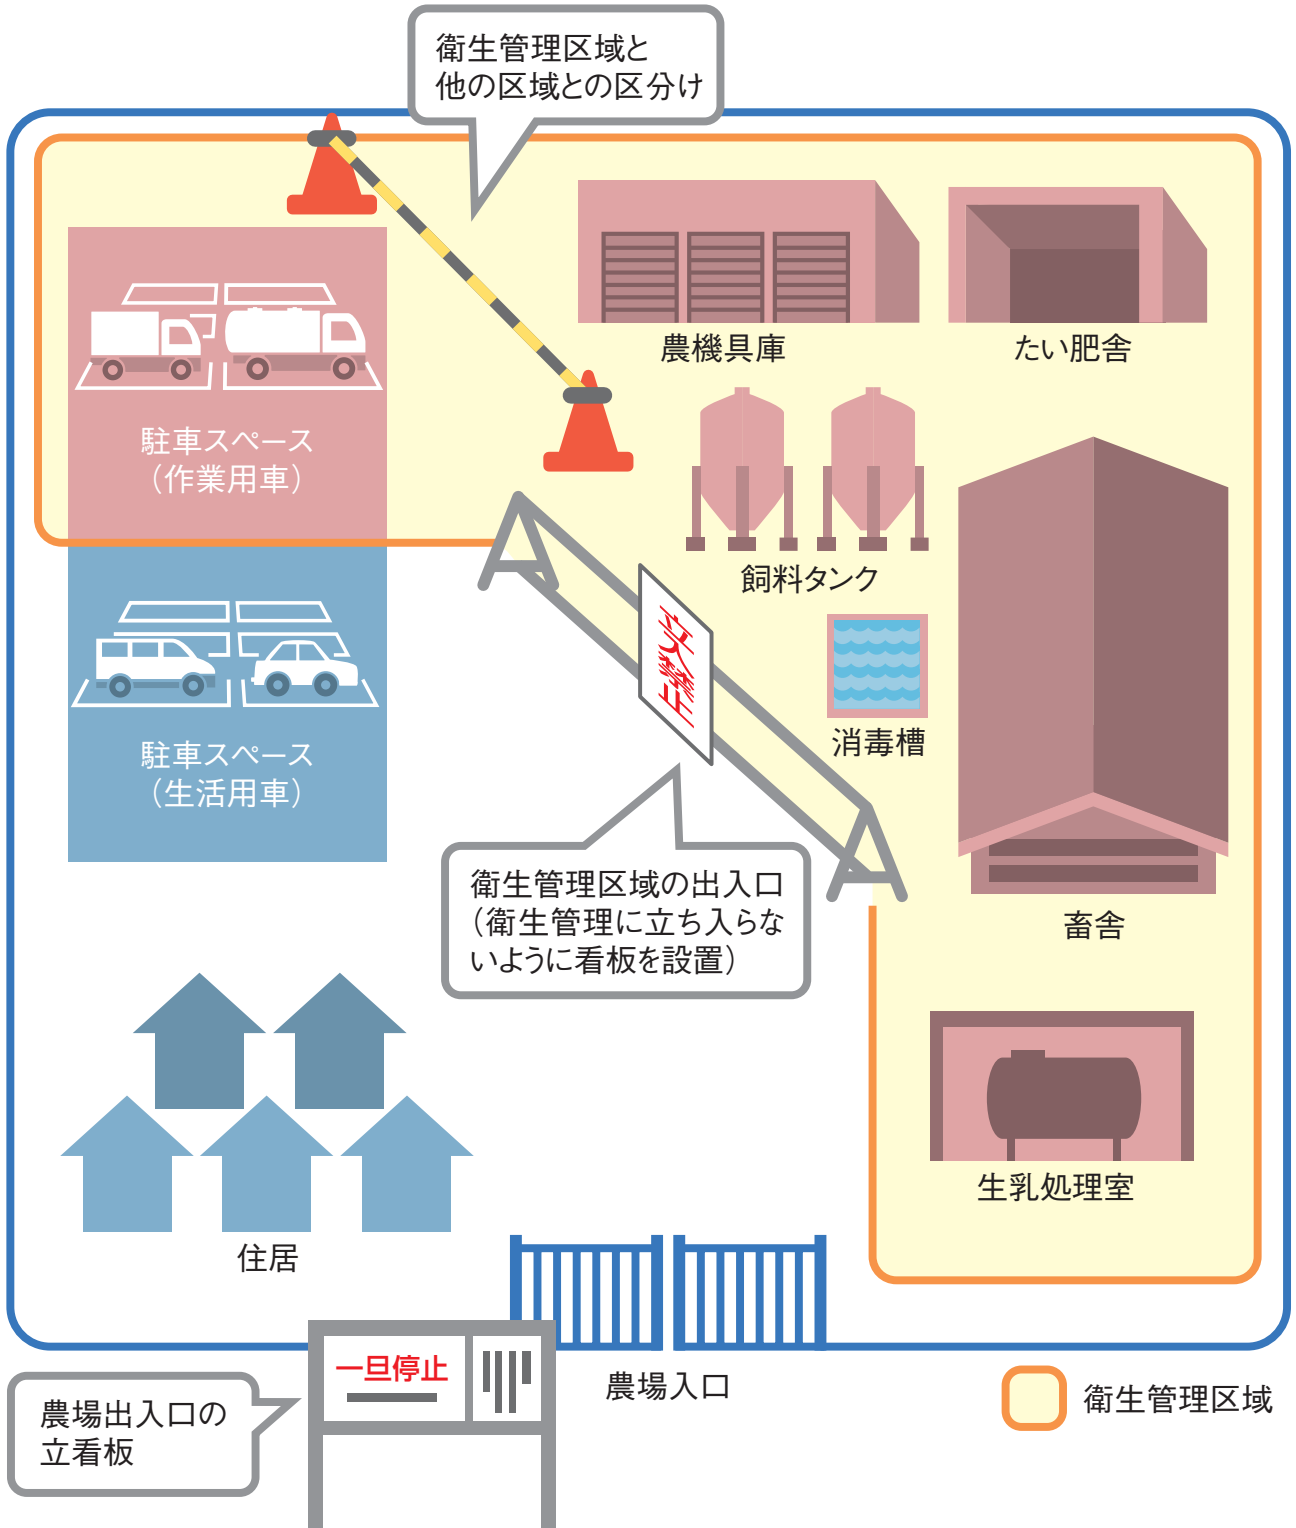 衛生管理区域と
他の区域との区分け
農機具庫
たい肥舎
駐車スペース
（作業用車）
飼料タンク
消毒槽
駐車スペース
（生活用車）
衛生管理区域の出入口
（衛生管理に立ち入らな
いように看板を設置）
畜舎
生乳処理室
住居
一旦停止
農場入口
農場出入口の
立看板
衛生管理区域